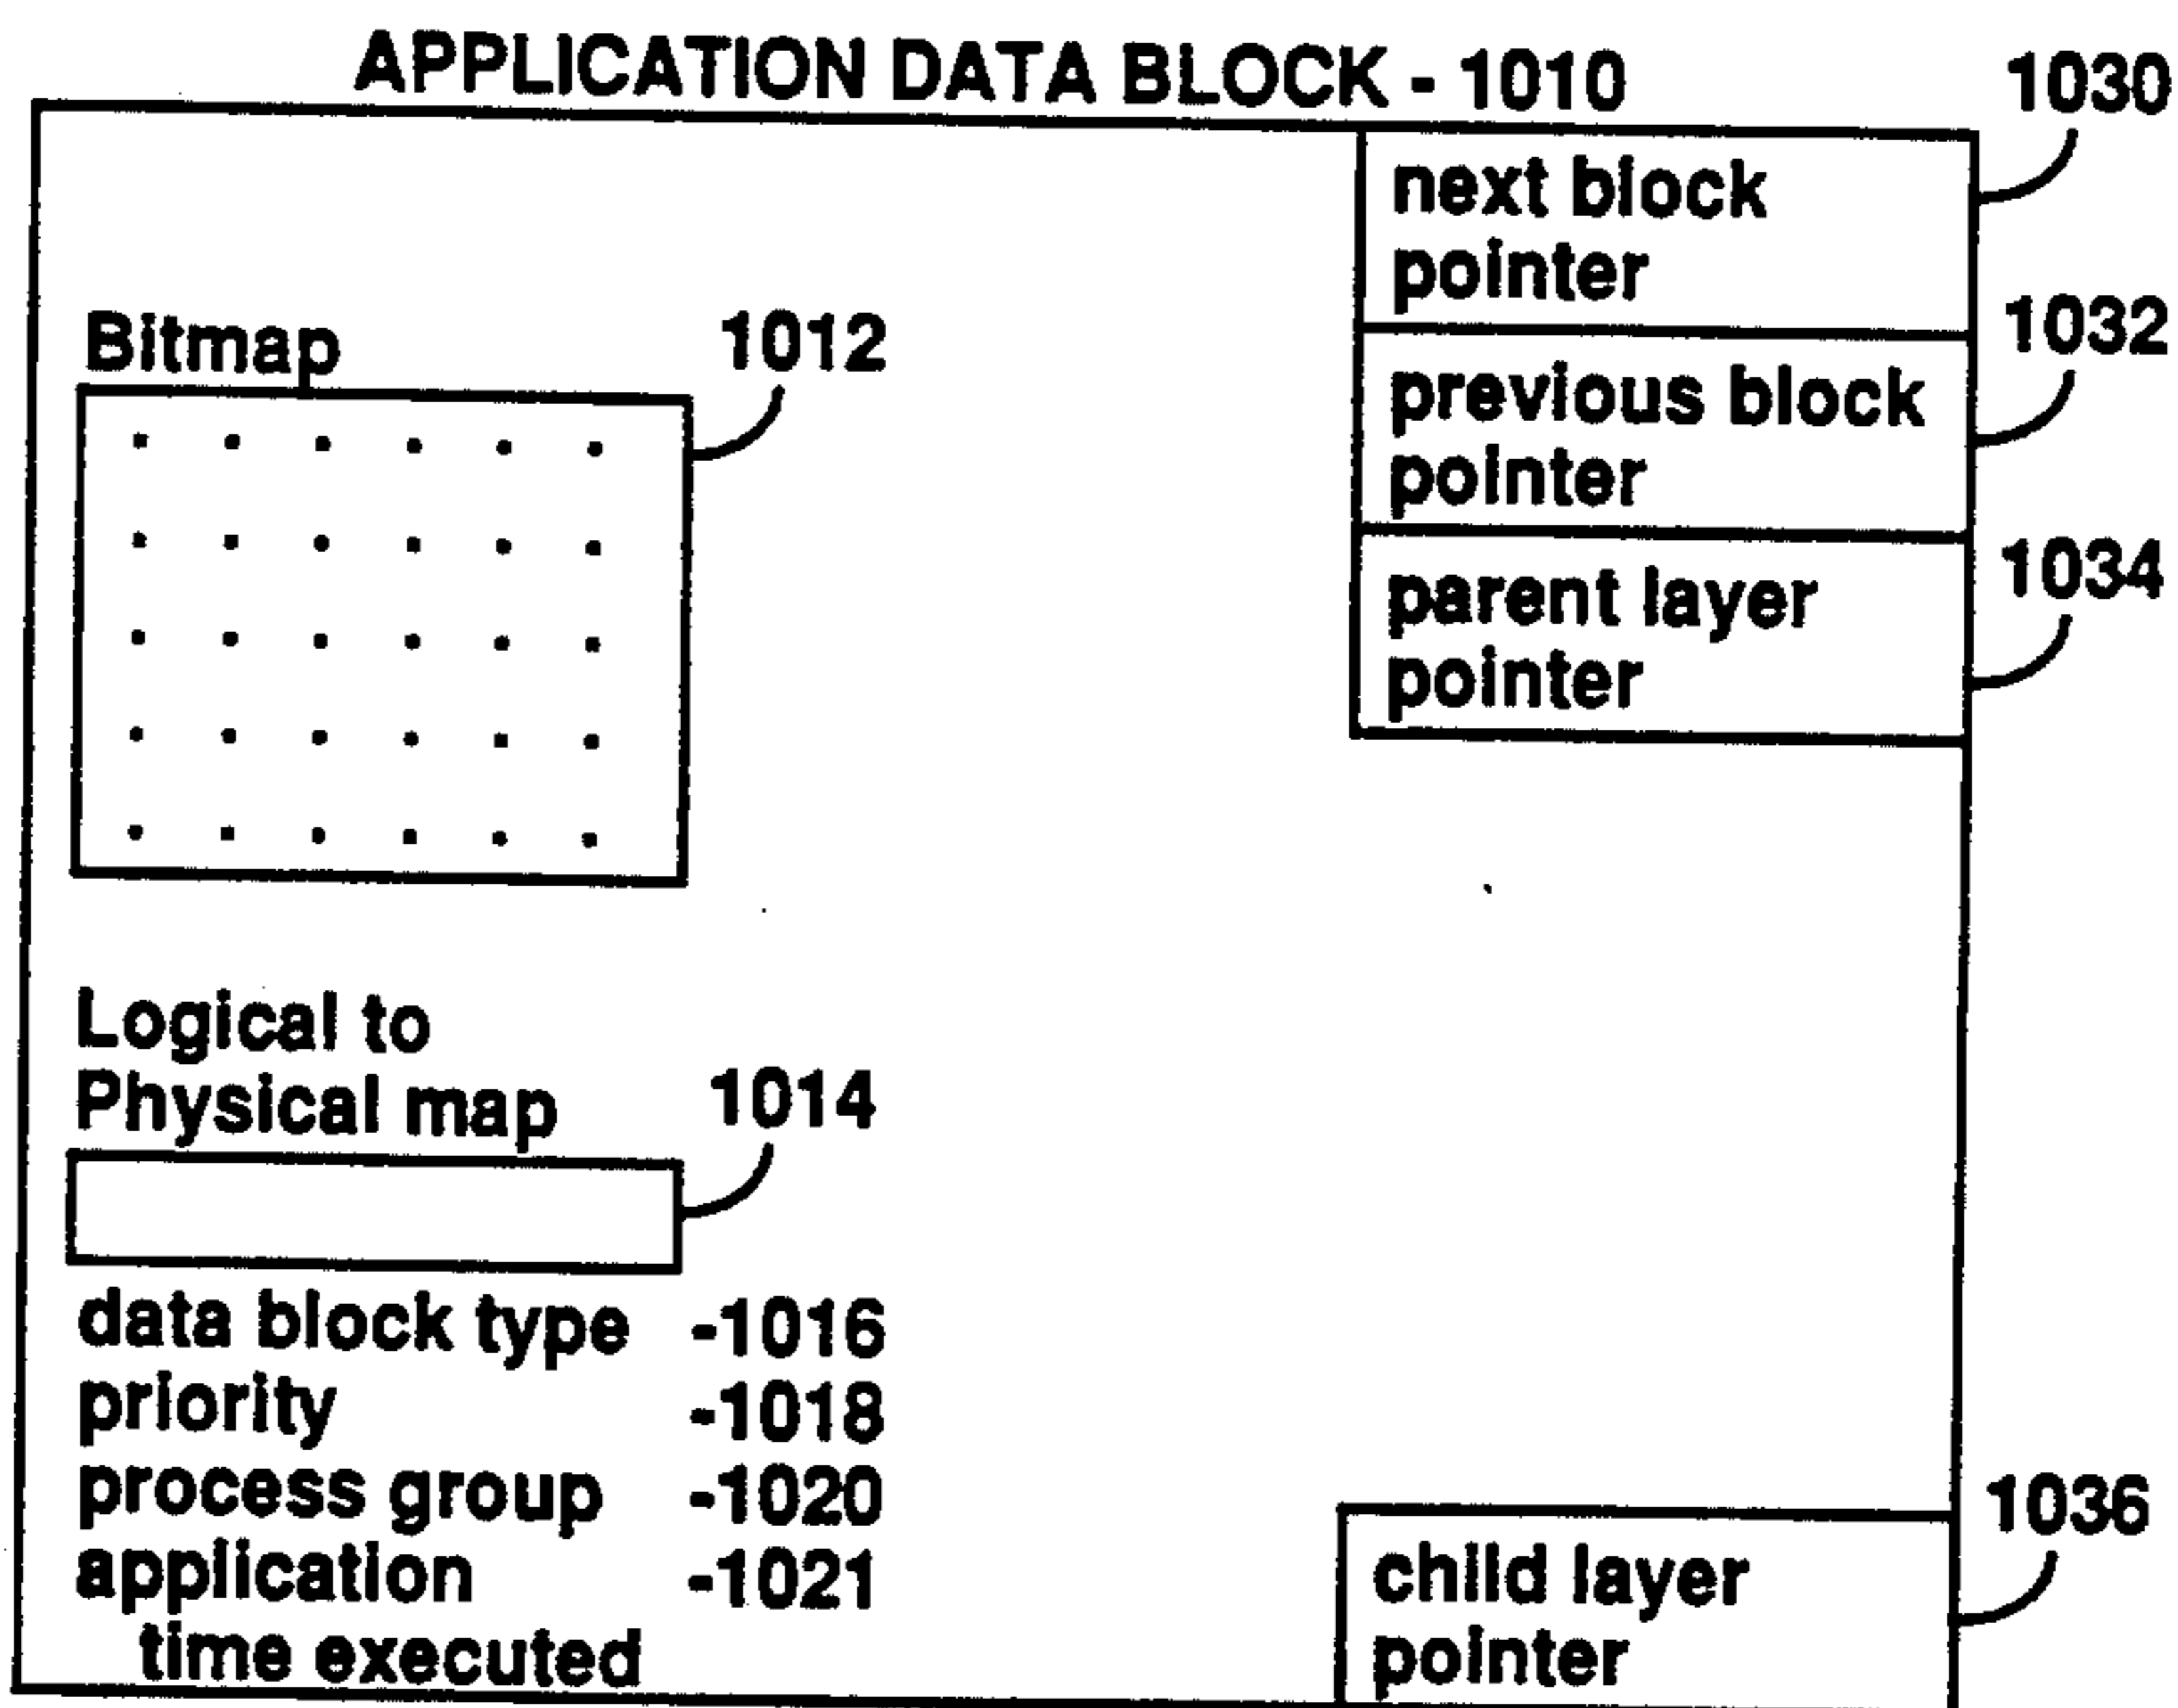 APPLICATION DATA BLOCK - 1010
1030
next block
pointer
1032
previous block
pointer
1034
parent layer
pointer
Bitmap
1012
Logical to
Physical map
1014
data block type -1016
priority -1018
process group -1020
application -1021
time executed
1036
child layer
pointer